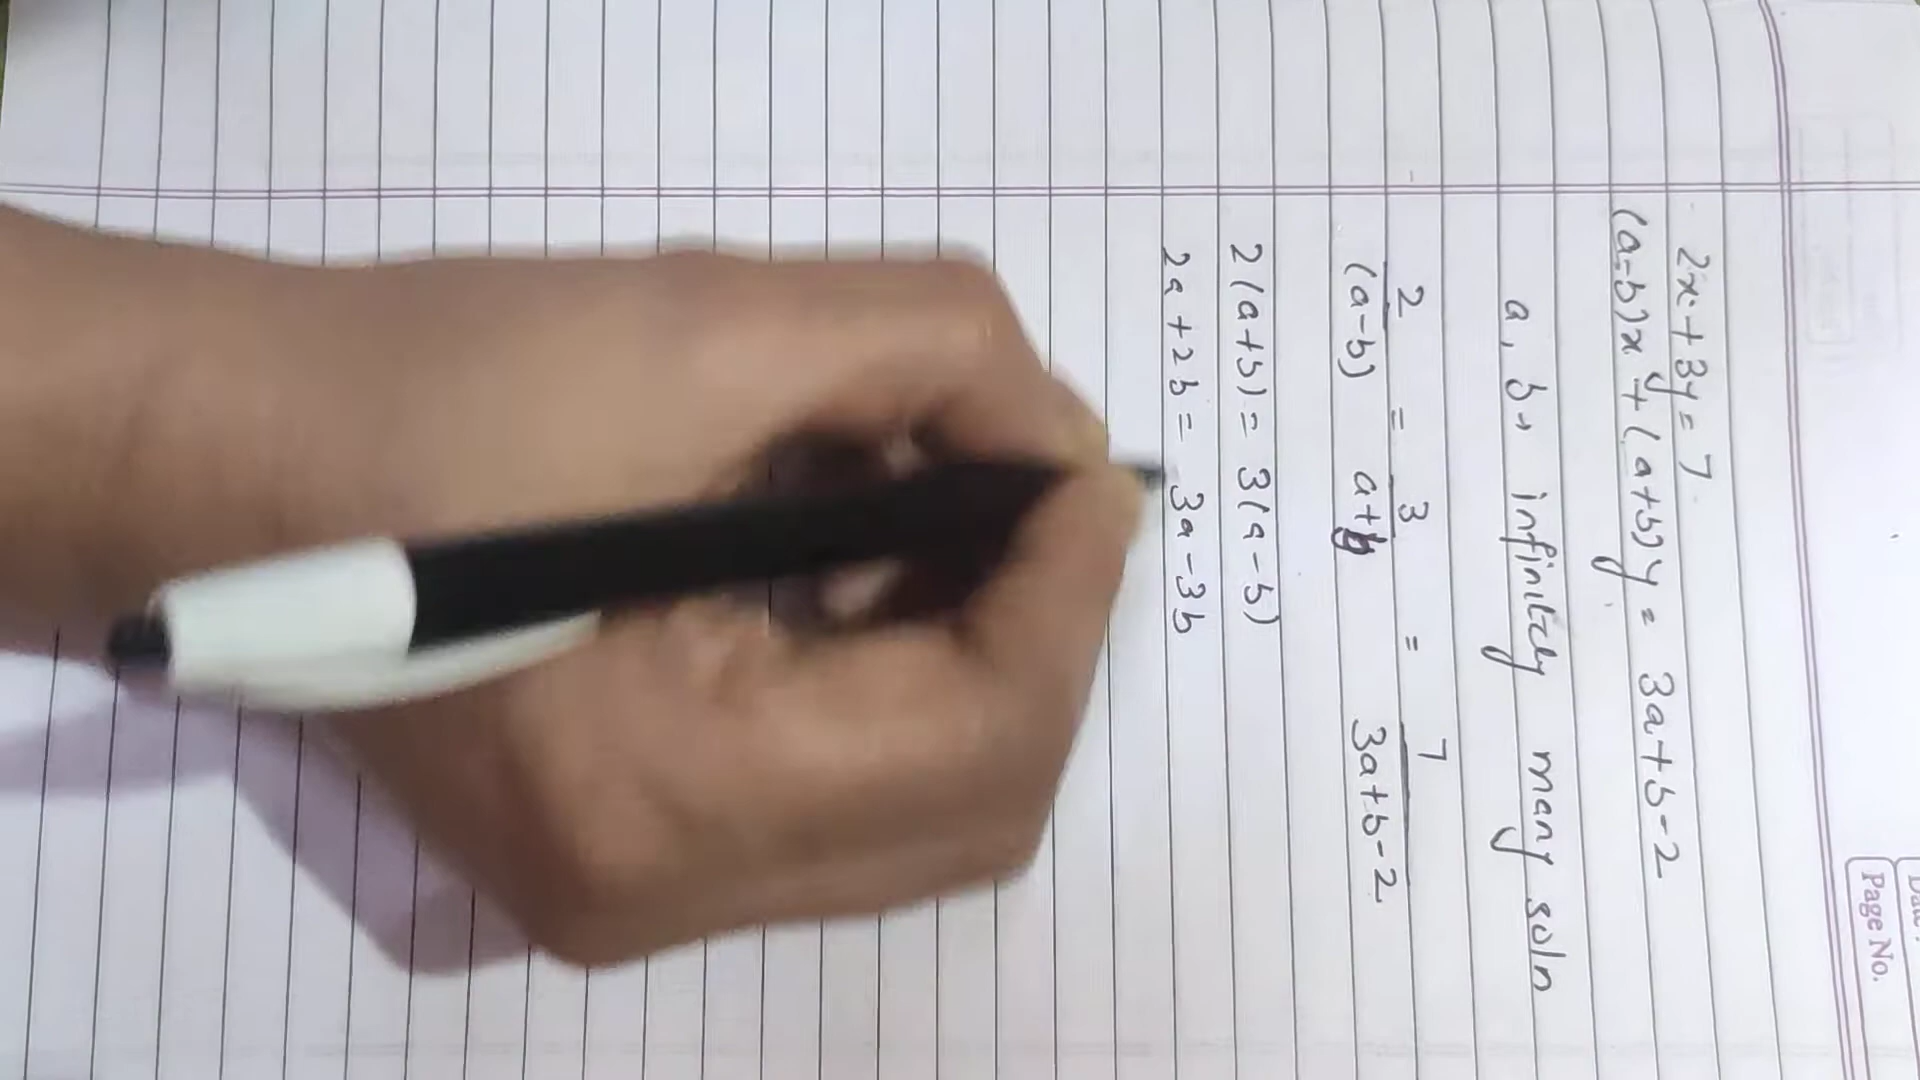 Page No.
2x + 3y = 7
(a-b)x + (a+b)y = 3a+b-2
a, b → infinitely many soln
2 = 3 = 7
(a-b) a+b 3a+b-2
2(a+b) = 3(a-b)
2a+2b = 3a-3b